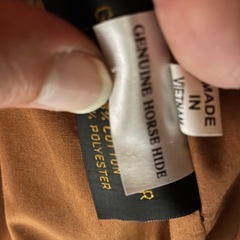 GENUINE HORSE HIDE
MADE
IN
VIETNAM
COTTON
POLYESTER